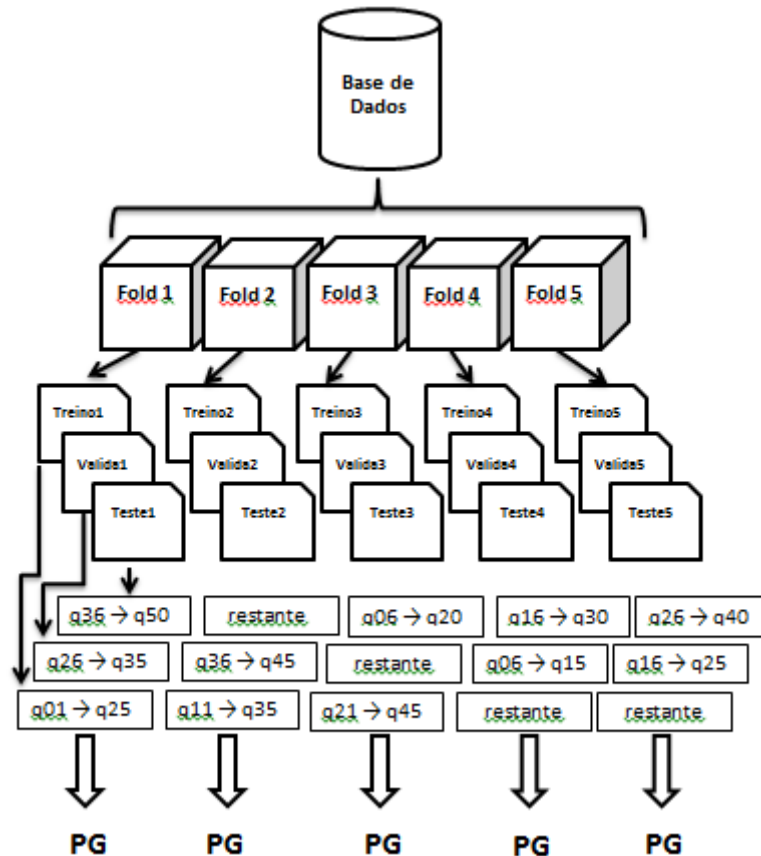 Base de
Dados
Fold 1 Fold 2 Fold 3 Fold 4 Fold 5
Treino1 Treino2 Treino3 Treino4 Treino5
Valida1 Valida2 Valida3 Valida4 Valida5
Teste1 Teste2 Teste3 Teste4 Teste5
q36 → q50 restante q06 → q20 q16 → q30 q26 → q40
q26 → q35 q36 → q45 restante q06 → q15 q16 → q25
q01 → q25 q11 → q35 q21 → q45 restante restante
PG PG PG PG PG